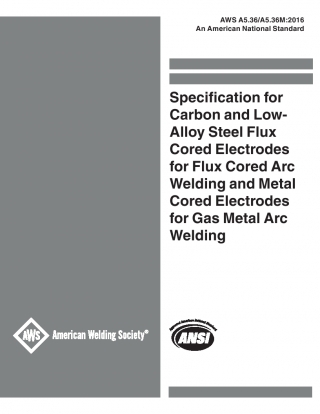 AWS A5.36/A5.36M:2016
An American National Standard
Specification for
Carbon and Low-
Alloy Steel Flux
Cored Electrodes
for Flux Cored Arc
Welding and Metal
Cored Electrodes
for Gas Metal Arc
Welding
AWS American Welding Society®
ANSI